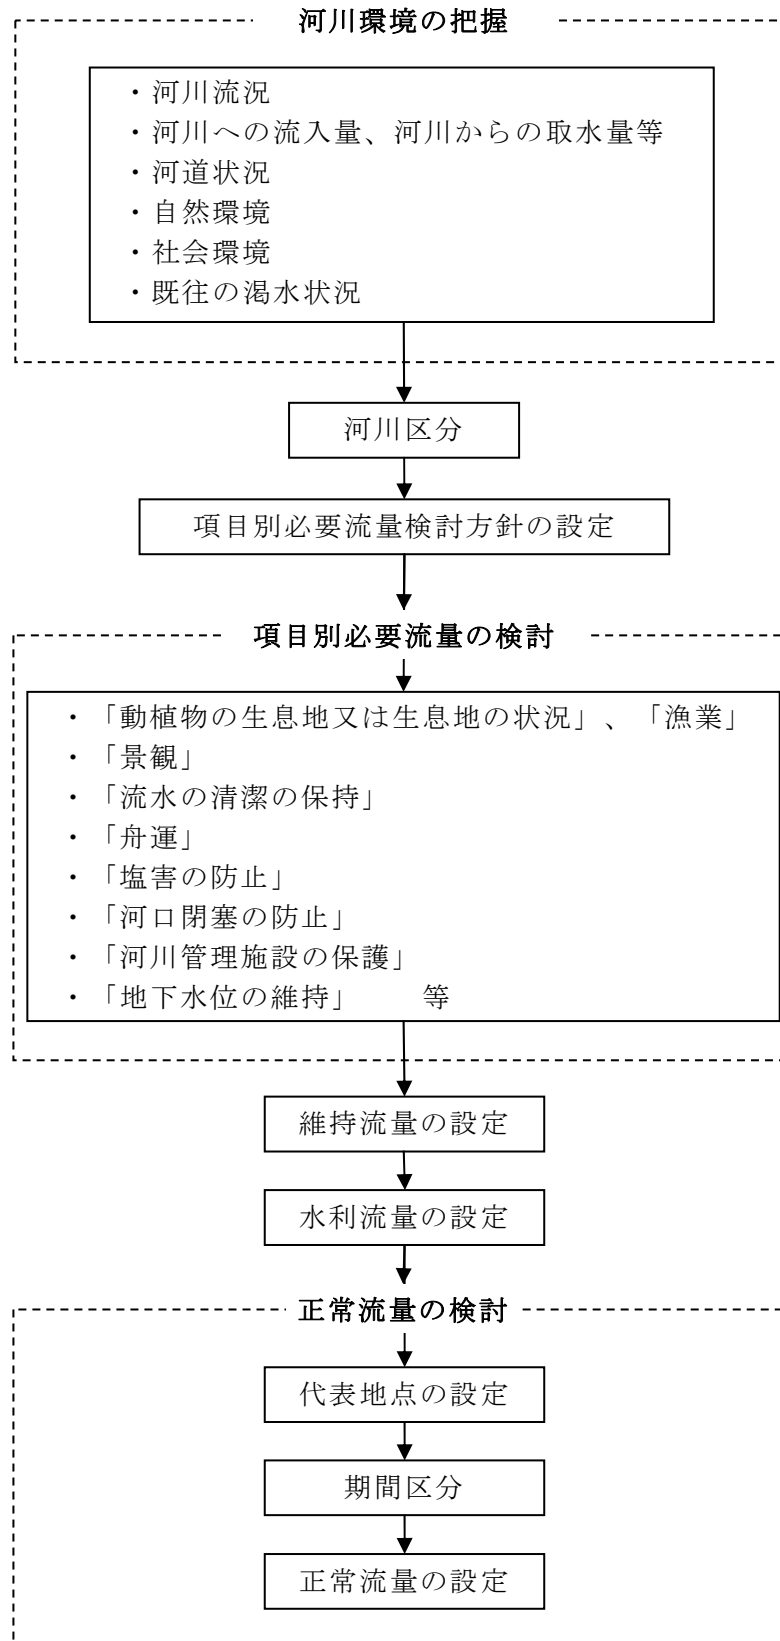 河川環境の把握
・河川流況
・河川への流入量、河川からの取水量等
・河道状況
・自然環境
・社会環境
・既往の渇水状況
河川区分
項目別必要流量検討方針の設定
項目別必要流量の検討
・「動植物の生息地又は生息地の状況」、「漁業」
・「景観」
・「流水の清潔の保持」
・「舟運」
・「塩害の防止」
・「河口閉塞の防止」
・「河川管理施設の保護」
・「地下水位の維持」　　等
維持流量の設定
水利流量の設定
正常流量の検討
代表地点の設定
期間区分
正常流量の設定